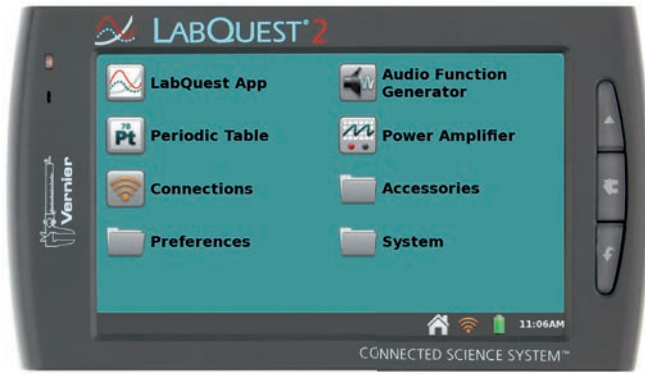 LABQUEST® 2
LabQuest App
Audio Function
Generator
78
Pt
Periodic Table
Power Amplifier
Connections
Accessories
Preferences
System
Vernier
11:06AM
CONNECTED SCIENCE SYSTEM™